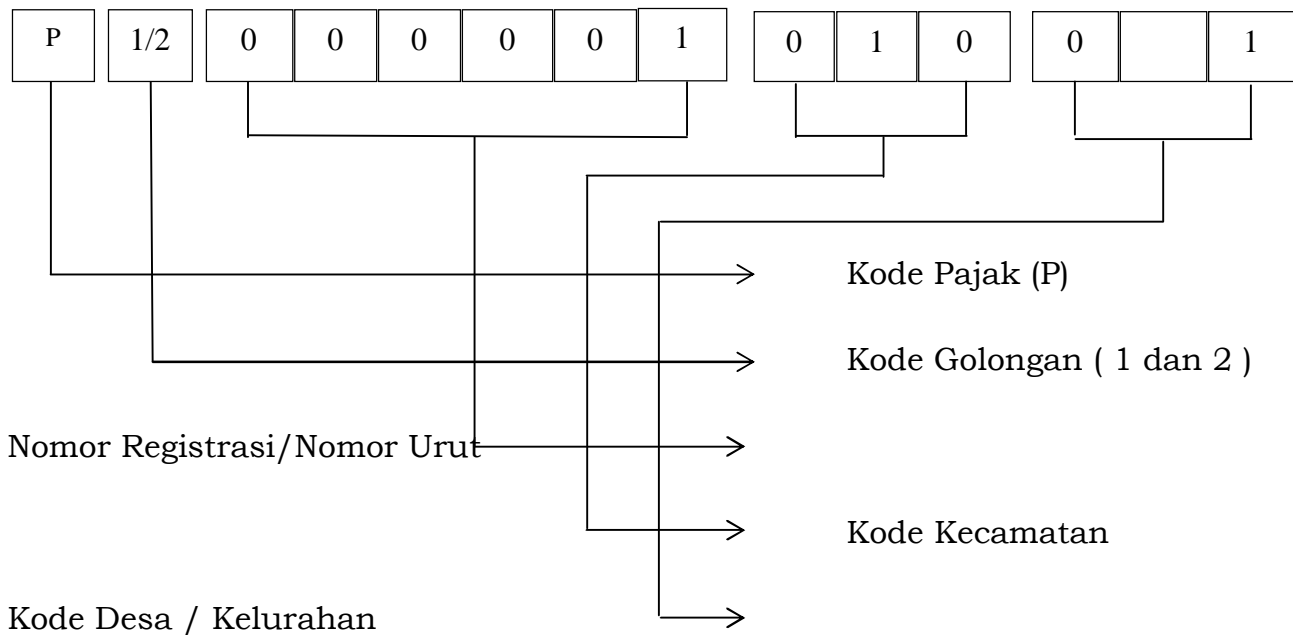 P 1/2 0 0 0 0 0 1 0 1 0 0 1
Kode Pajak (P)
Kode Golongan ( 1 dan 2 )
Nomor Registrasi/Nomor Urut
Kode Kecamatan
Kode Desa / Kelurahan